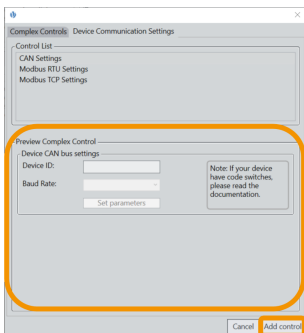 Complex Controls Device Communication Settings
Control List
CAN Settings
Modbus RTU Settings
Modbus TCP Settings
Preview Complex Control
Device CAN bus settings
Device ID:
Baud Rate:
Set parameters
Note: If your device
have code switches,
please read the
documentation.
Cancel Add control